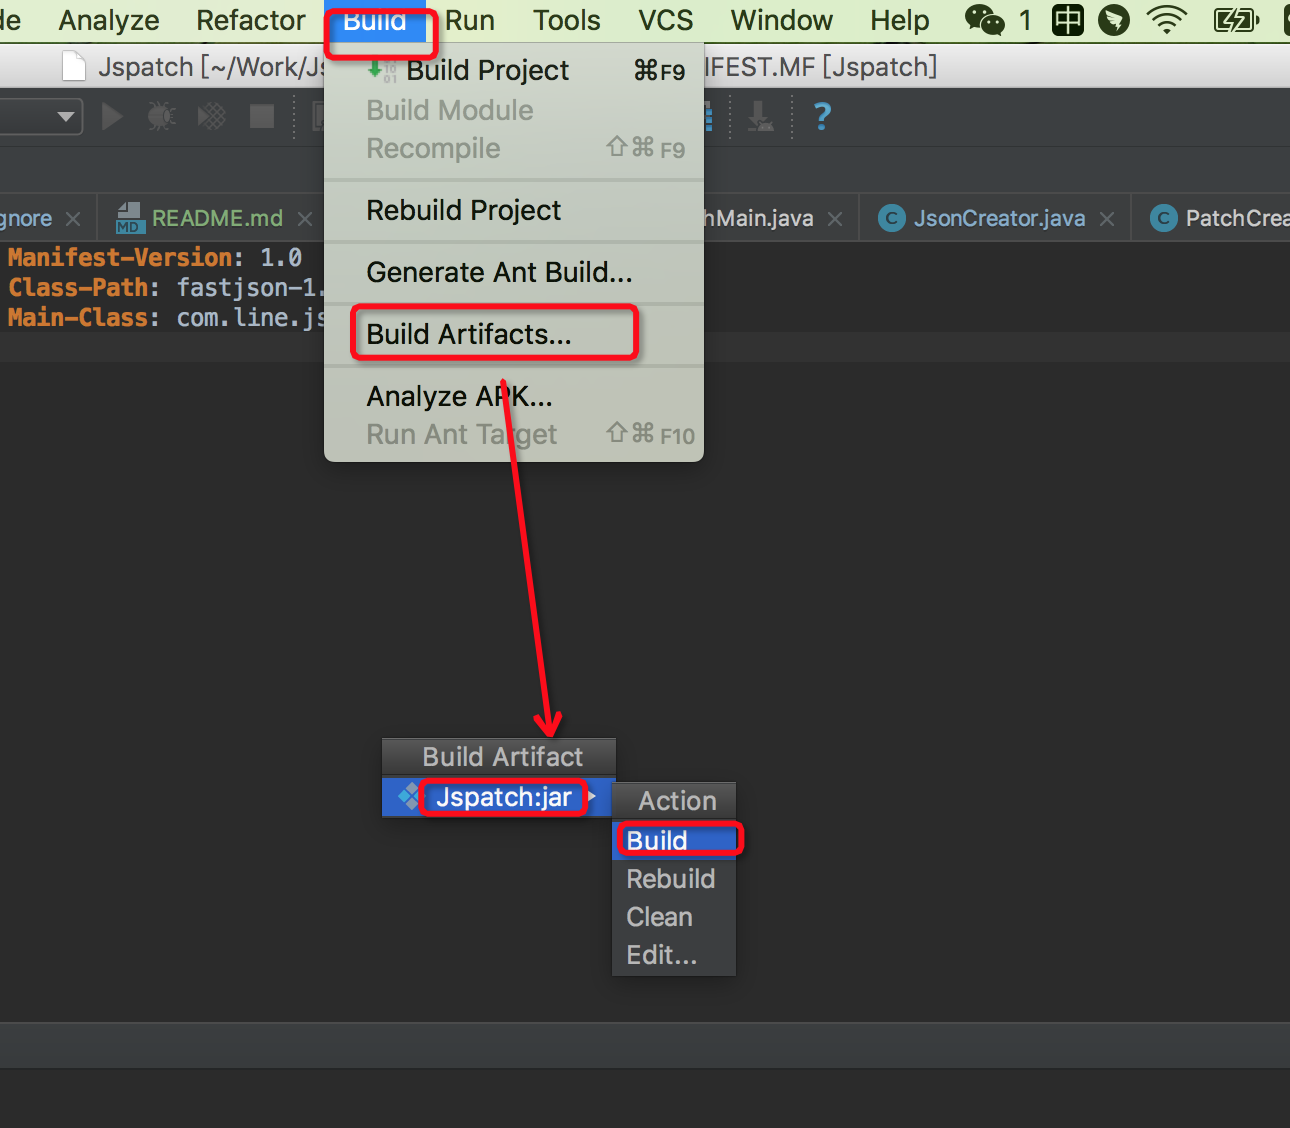 de Analyze Refactor Build Run Tools VCS Window Help 1 中
Jspatch [~/Work/Js IFEST.MF [Jspatch]
Build Project ⌘F9
Build Module
Recompile ⇧⌘F9
?
Rebuild Project
gnore README.md hMain.java JsonCreator.java PatchCrea
Manifest-Version: 1.0
Class-Path: fastjson-1.
Main-Class: com.line.js
Generate Ant Build...
Build Artifacts...
Analyze APK...
Run Ant Target ⇧⌘F10
Build Artifact
Jspatch:jar
Action
Build
Rebuild
Clean
Edit...